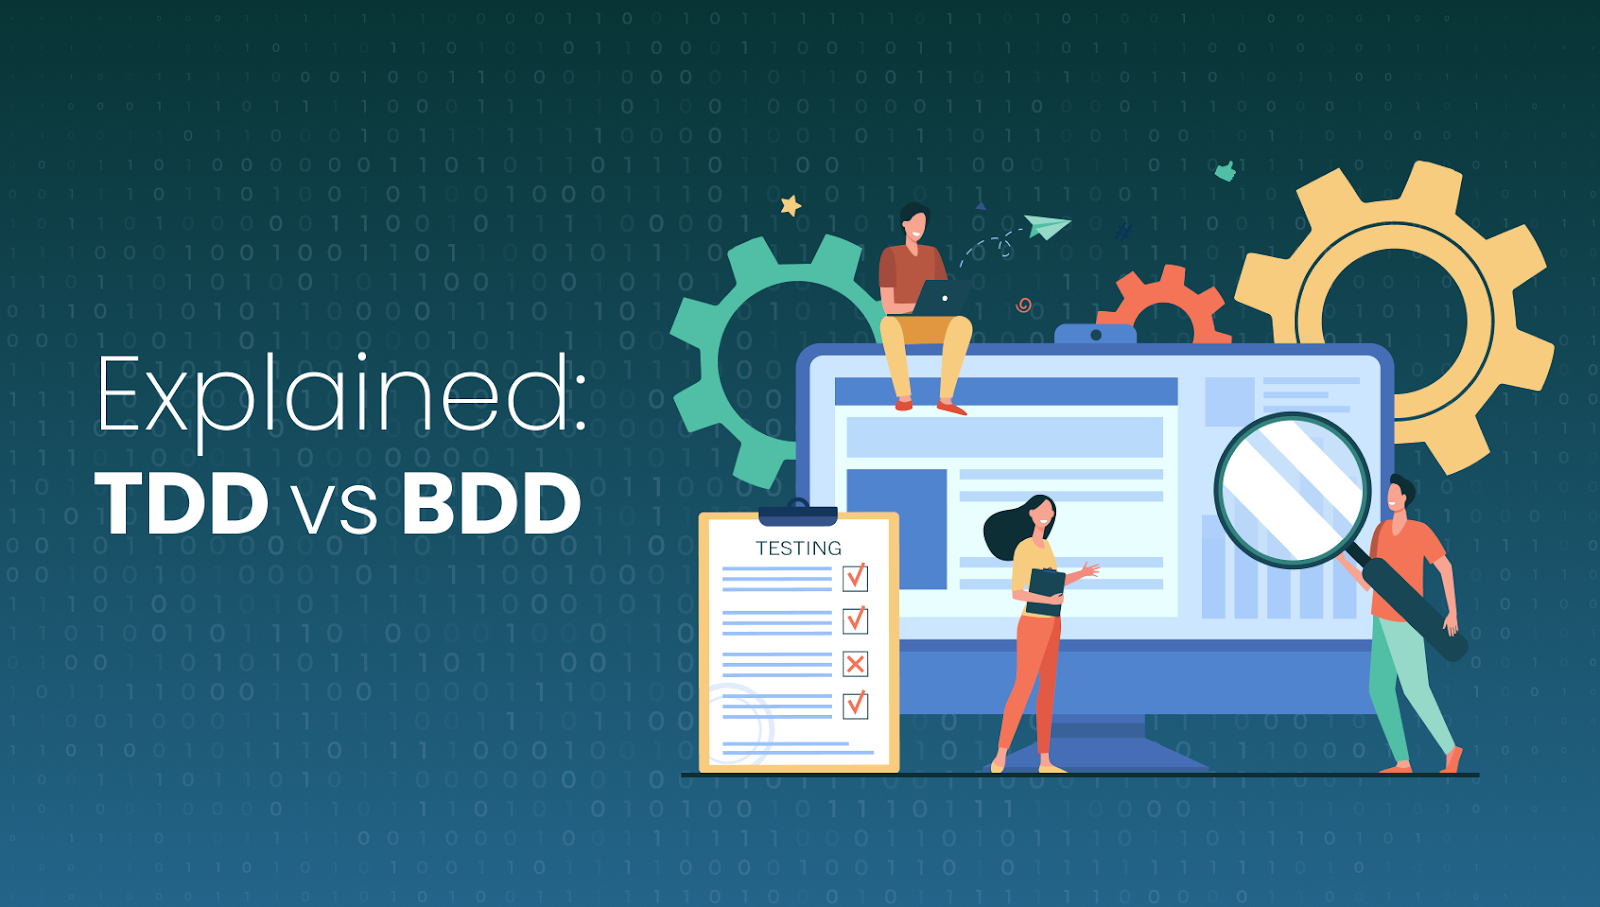 Explained:
TDD vs BDD
TESTING